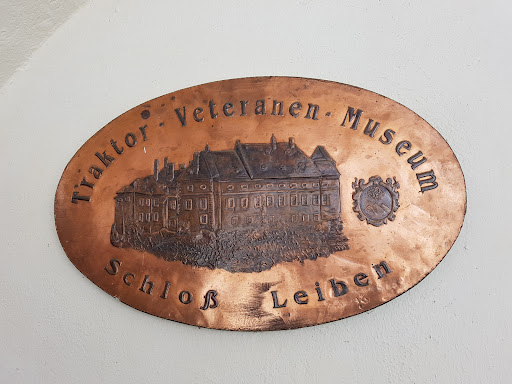 Traktor - Veteranen - Museum
Schloß Leiben